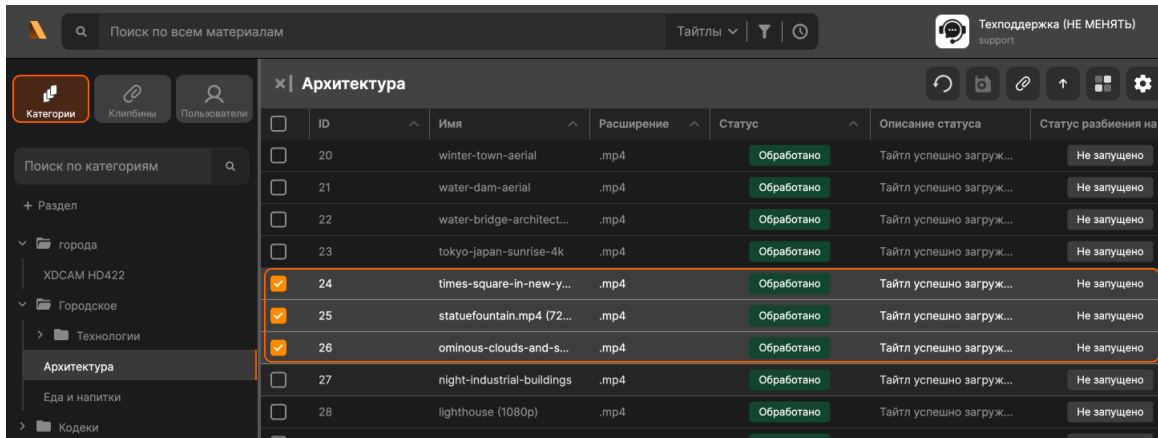 Поиск по всем материалам
Тайтлы
Техподдержка (НЕ МЕНЯТЬ)
support
Категории
Клипбины
Пользователи
Поиск по категориям
+ Раздел
города
XDCAM HD422
Городское
Технологии
Архитектура
Еда и напитки
Кодеки
Архитектура
ID Имя Расширение Статус Описание статуса Статус разбиения на
20 winter-town-aerial .mp4 Обработано Тайтл успешно загруж... Не запущено
21 water-dam-aerial .mp4 Обработано Тайтл успешно загруж... Не запущено
22 water-bridge-architect... .mp4 Обработано Тайтл успешно загруж... Не запущено
23 tokyo-japan-sunrise-4k .mp4 Обработано Тайтл успешно загруж... Не запущено
24 times-square-in-new-y... .mp4 Обработано Тайтл успешно загруж... Не запущено
25 statuefountain.mp4 (72... .mp4 Обработано Тайтл успешно загруж... Не запущено
26 ominous-clouds-and-s... .mp4 Обработано Тайтл успешно загруж... Не запущено
27 night-industrial-buildings .mp4 Обработано Тайтл успешно загруж... Не запущено
28 lighthouse (1080p) .mp4 Обработано Тайтл успешно загруж... Не запущено